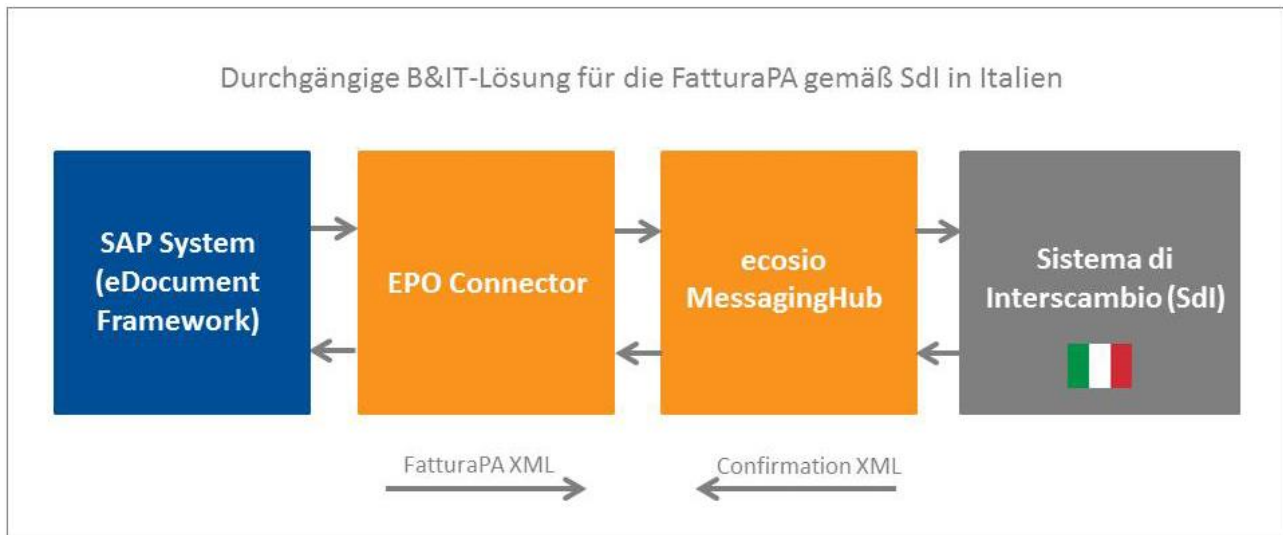 Durchgängige B&IT-Lösung für die FatturaPA gemäß SdI in Italien
SAP System
(eDocument
Framework)
EPO Connector
ecosio
MessagingHub
Sistema di
Interscambio (SdI)
FatturaPA XML
Confirmation XML